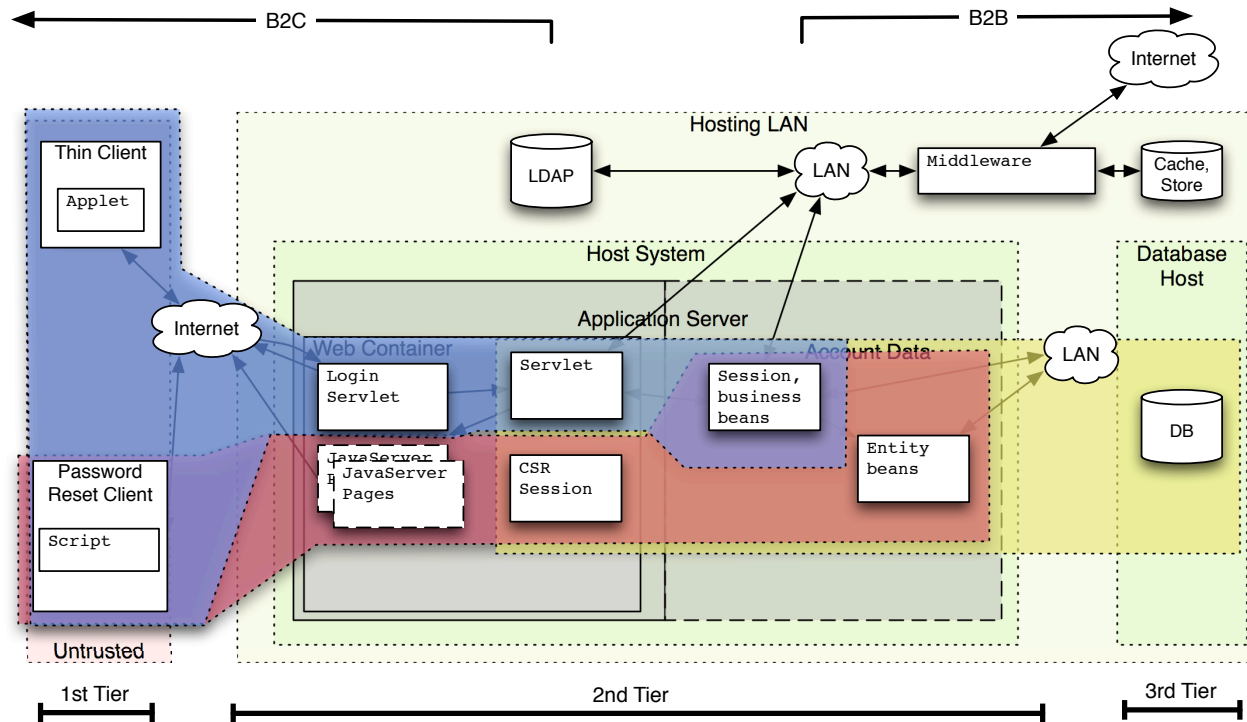 B2C
B2B
Internet
Hosting LAN
Thin Client
Applet
LDAP
LAN
Middleware
Cache,
Store
Host System
Database
Host
Internet
Application Server
Web Container
Account Data
LAN
Login
Servlet
Servlet
Session,
business
beans
DB
Password
Reset Client
Script
JavaServer
JavaServer
Pages
CSR
Session
Entity
beans
Untrusted
1st Tier
2nd Tier
3rd Tier